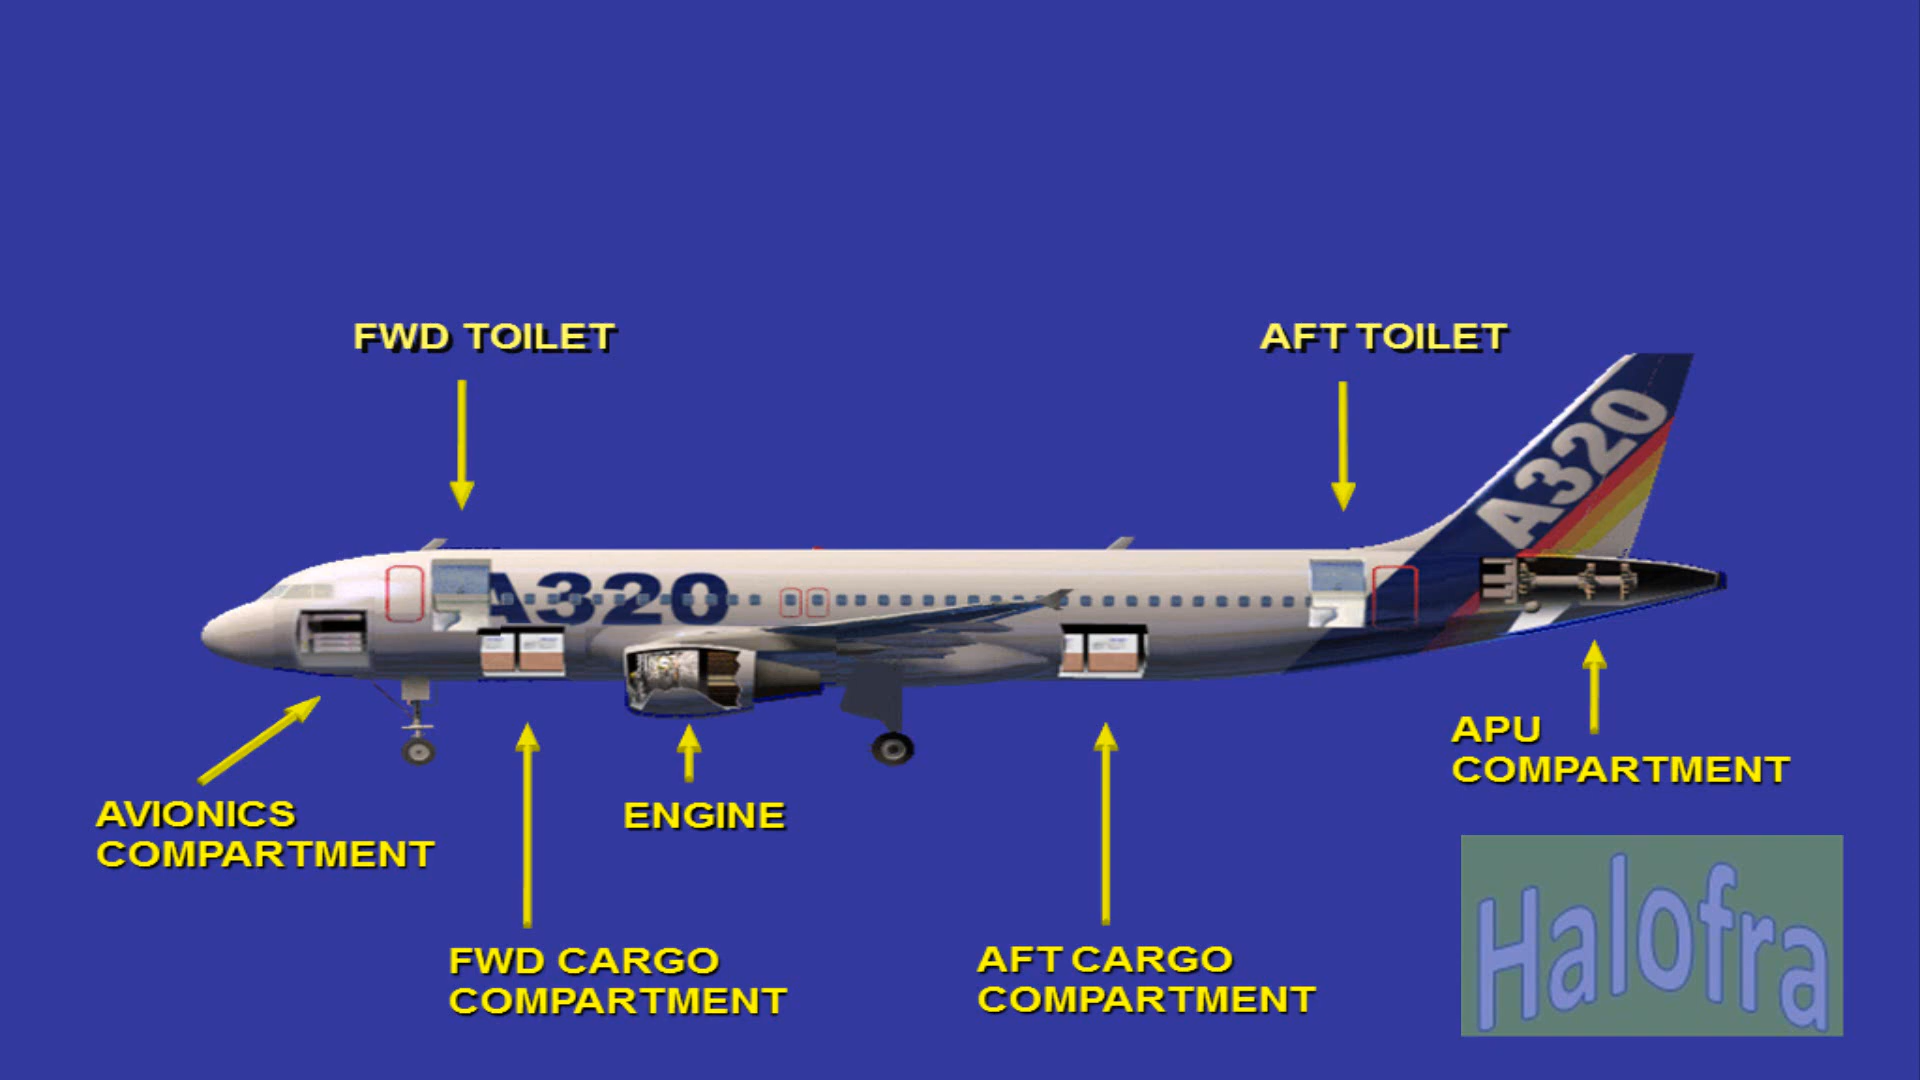 FWD TOILET
AFT TOILET
A320
A320
AVIONICS
COMPARTMENT
ENGINE
APU
COMPARTMENT
FWD CARGO
COMPARTMENT
AFT CARGO
COMPARTMENT
Halofra